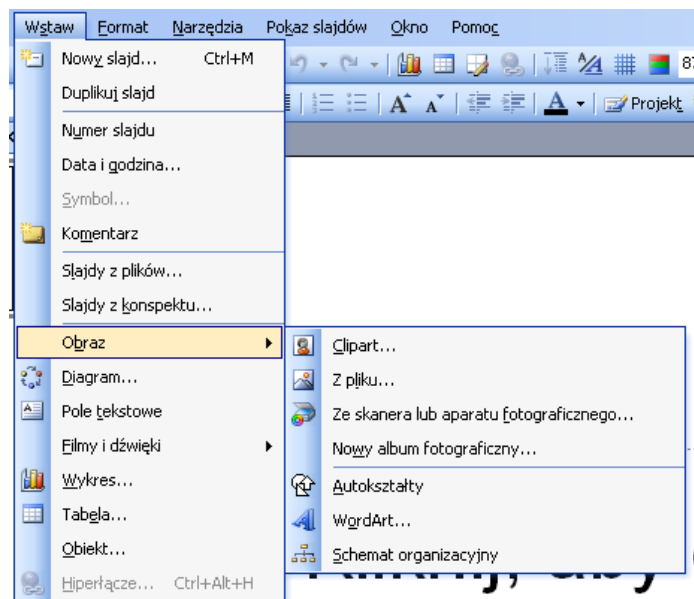 Wstaw Format Narzędzia Pokaz slajdów Okno Pomoc
Nowy slajd... Ctrl+M
87
Duplikuj slajd
A A A Projekt
Numer slajdu
Data i godzina...
Symbol...
Komentarz
Slajdy z plików...
Slajdy z konspektu...
Obraz
Clipart...
Diagram...
Z pliku...
Pole tekstowe
Ze skanera lub aparatu fotograficznego...
Filmy i dźwięki
Nowy album fotograficzny...
Wykres...
Autokształty
Tabela...
WordArt...
Obiekt...
Schemat organizacyjny
Hiperłącze... Ctrl+Alt+H
aby